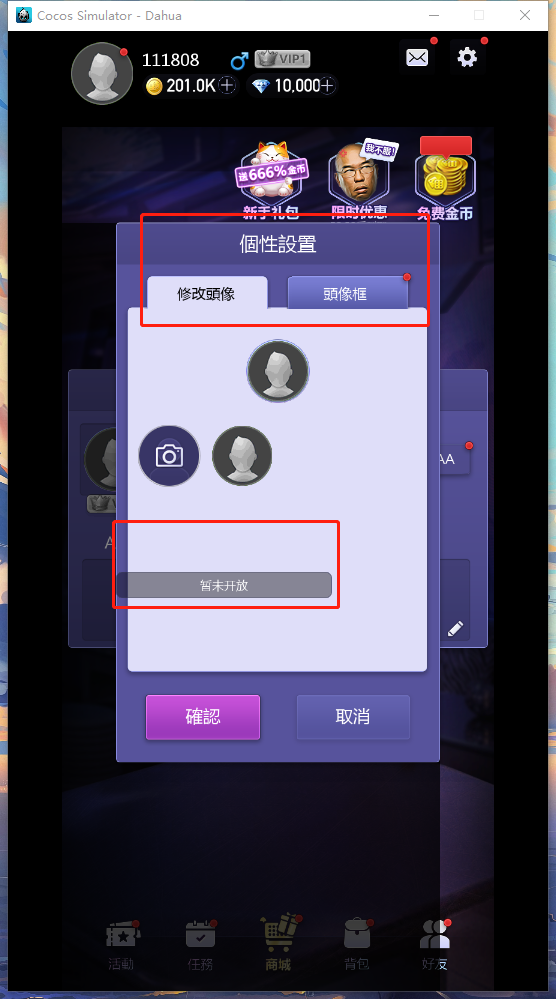 Cocos Simulator - Dahua
111808
VIP1
201.0K
10,000
送666%金币
我不服!
新手礼包
限时优惠
免费金币
個性設置
修改頭像
頭像框
AA
A
暂未开放
確認
取消
活動
任務
商城
背包
好友